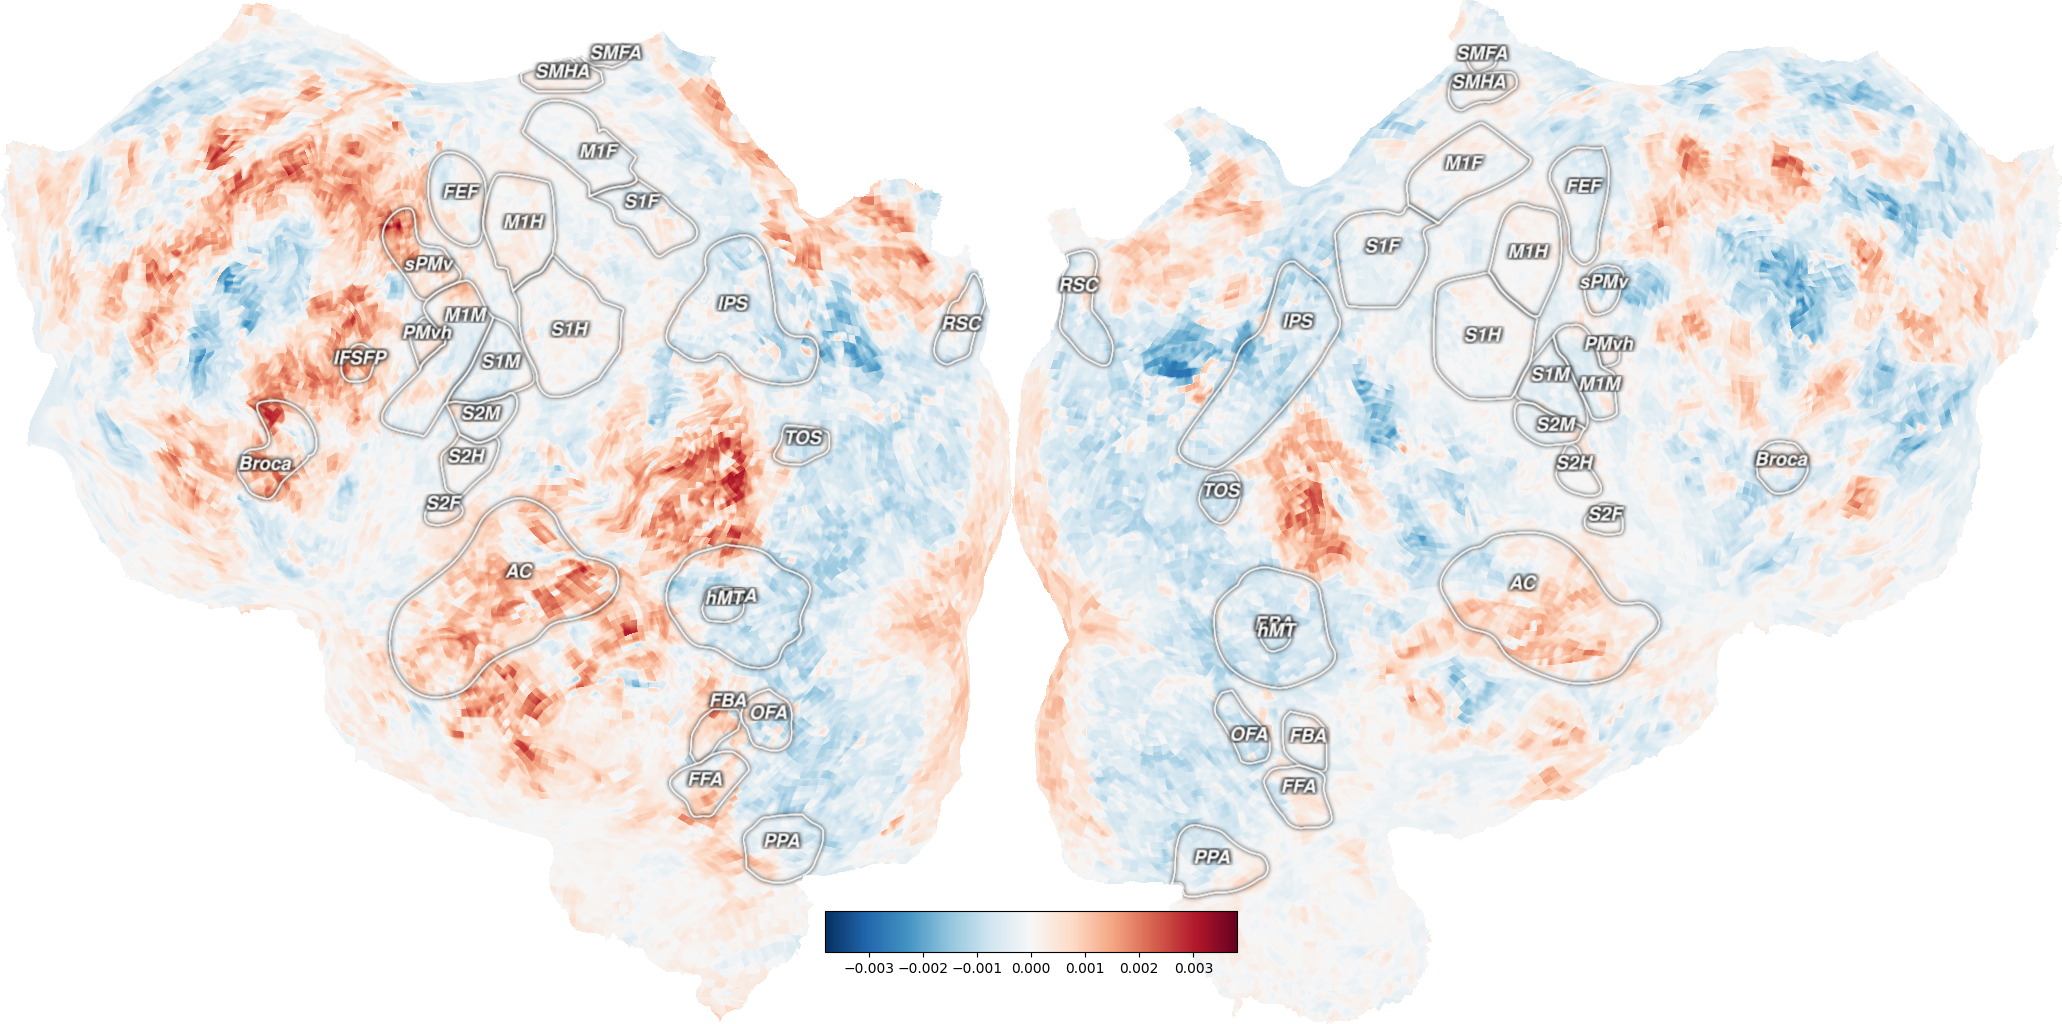 SMFA
SMHA
M1F
FEF
M1H
S1F
sPMv
M1M
PMvh
IFSFP
S1M
S1H
IPS
RSC
S2M
S2H
S2F
Broca
TOS
AC
hMT
FBA
OFA
FFA
PPA
SMFA
SMHA
M1F
FEF
S1F
M1H
RSC
sPMv
IPS
S1H
PMvh
S1M
M1M
S2M
S2H
Broca
TOS
S2F
AC
hMT
OFA
FBA
FFA
PPA
−0.003 −0.002 −0.001 0.000 0.001 0.002 0.003